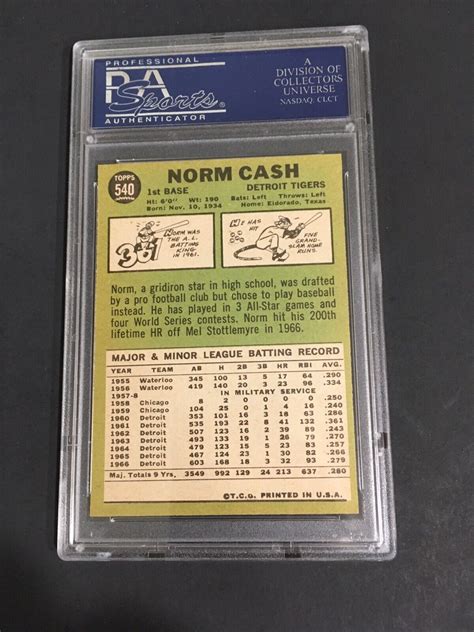 PROFESSIONAL
PSA
Sports
AUTHENTICATOR
A
DIVISION OF
COLLECTORS
UNIVERSE
NASDAQ: CLCT
TOPPS
540
NORM CASH
1st BASE DETROIT TIGERS
Ht: 6'0" Wt: 190 Bats: Left Throws: Left
Born: Nov. 10, 1934 Home: Eldorado, Texas
361
NORM WAS THE A.L. BATTING KING IN 1961.
HE HAS HIT
FIVE GRAND-SLAM HOME RUNS.
Norm, a gridiron star in high school, was drafted
by a pro football club but chose to play baseball
instead. He has played in 3 All-Star games and
four World Series contests. Norm hit his 200th
lifetime HR off Mel Stottlemyre in 1966.
MAJOR & MINOR LEAGUE BATTING RECORD
YEAR TEAM AB H 2B 3B HR RBI AVG.
1955 Waterloo 345 100 13 5 17 64 .290
1956 Waterloo 419 140 20 3 23 96 .334
1957-8 IN MILITARY SERVICE
1958 Chicago 8 2 0 0 0 0 .250
1959 Chicago 104 25 0 1 4 16 .240
1960 Detroit 353 101 16 3 18 63 .286
1961 Detroit 535 193 22 8 41 132 .361
1962 Detroit 507 123 16 2 39 89 .243
1963 Detroit 493 133 19 1 26 79 .270
1964 Detroit 479 123 15 5 23 83 .257
1965 Detroit 467 124 23 1 30 82 .266
1966 Detroit 603 168 18 3 32 93 .279
Maj. Totals 9 Yrs. 3549 992 129 24 213 637 .280
©T.C.G. PRINTED IN U.S.A.